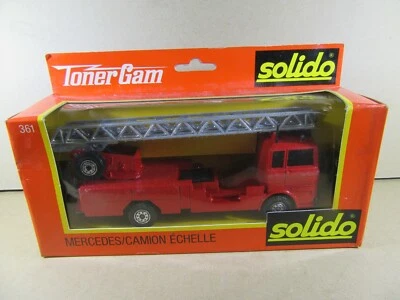 TonerGam
solido
361
MERCEDES/CAMION ÉCHELLE
solido